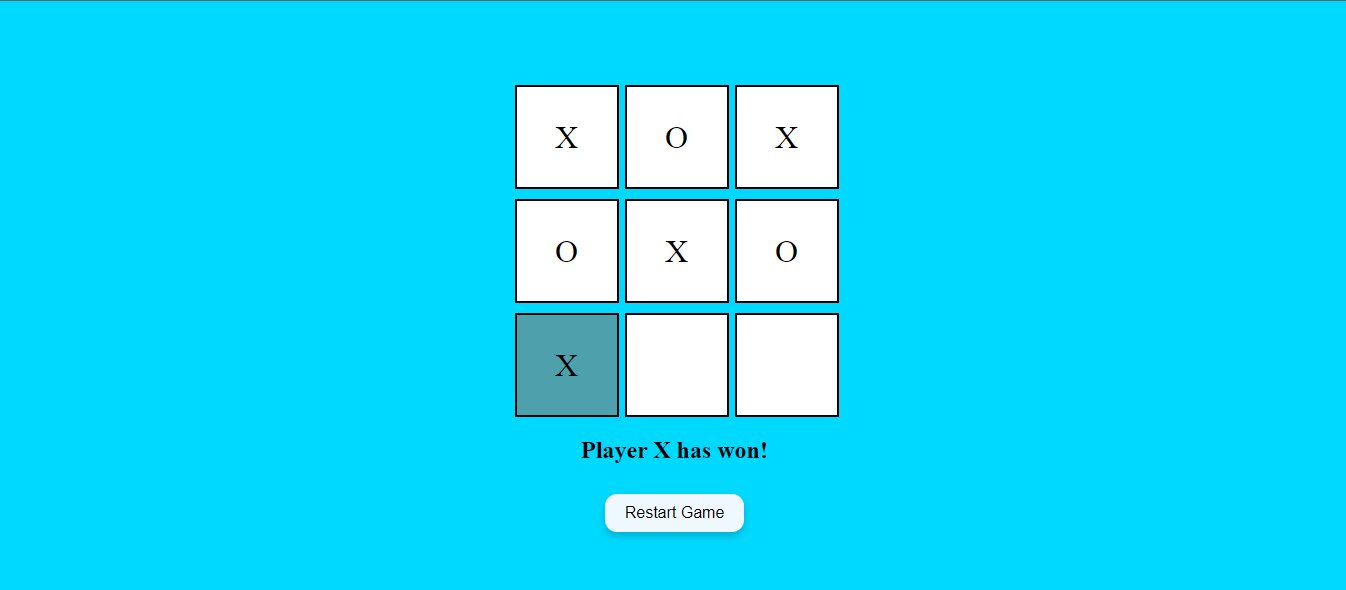 X O X
O X O
X
Player X has won!
Restart Game